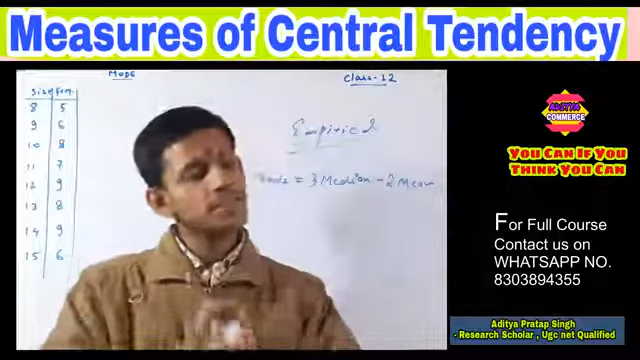 Measures of Central Tendency
MODE
Class-12
Size Fen.
8 5
9 6
10 8
11 7
12 9
13 8
14 9
15 6
Empirical
Mode = 3 Median - 2 Mean
ADITYA
COMMERCE
You Can If You
Think You Can
For Full Course
Contact us on
WHATSAPP NO.
8303894355
Aditya Pratap Singh
- Research Scholar , Ugc net Qualified